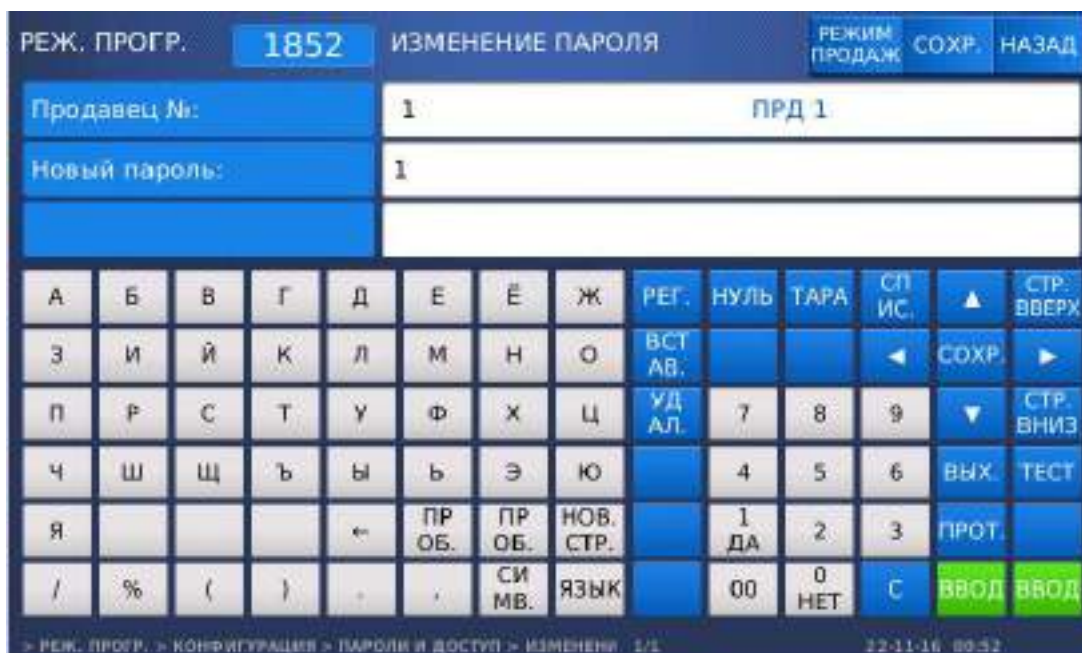 РЕЖ. ПРОГР. 1852 ИЗМЕНЕНИЕ ПАРОЛЯ РЕЖИМ ПРОДАЖ СОХР. НАЗАД
Продавец №: 1 ПРД 1
Новый пароль: 1
А Б В Г Д Е Ё Ж РЕГ. НУЛЬ ТАРА СП ИС. ▲ СТР. ВВЕРХ
З И Й К Л М Н О ВСТ АВ. ◄ СОХР. ►
П Р С Т У Ф Х Ц УД АЛ. 7 8 9 ▼ СТР. ВНИЗ
Ч Ш Щ Ъ Ы Ь Э Ю 4 5 6 ВЫХ. ТЕСТ
Я ← ПР ОБ. ПР ОБ. НОВ. СТР. 1 ДА 2 3 ПРОТ.
/ % ( ) . , СИ МВ. ЯЗЫК 00 0 НЕТ С ВВОД ВВОД
> РЕЖ. ПРОГР. > КОНФИГУРАЦИЯ > ПАРОЛИ И ДОСТУП > ИЗМЕНЕНИ 1/1 22-11-16 00:52